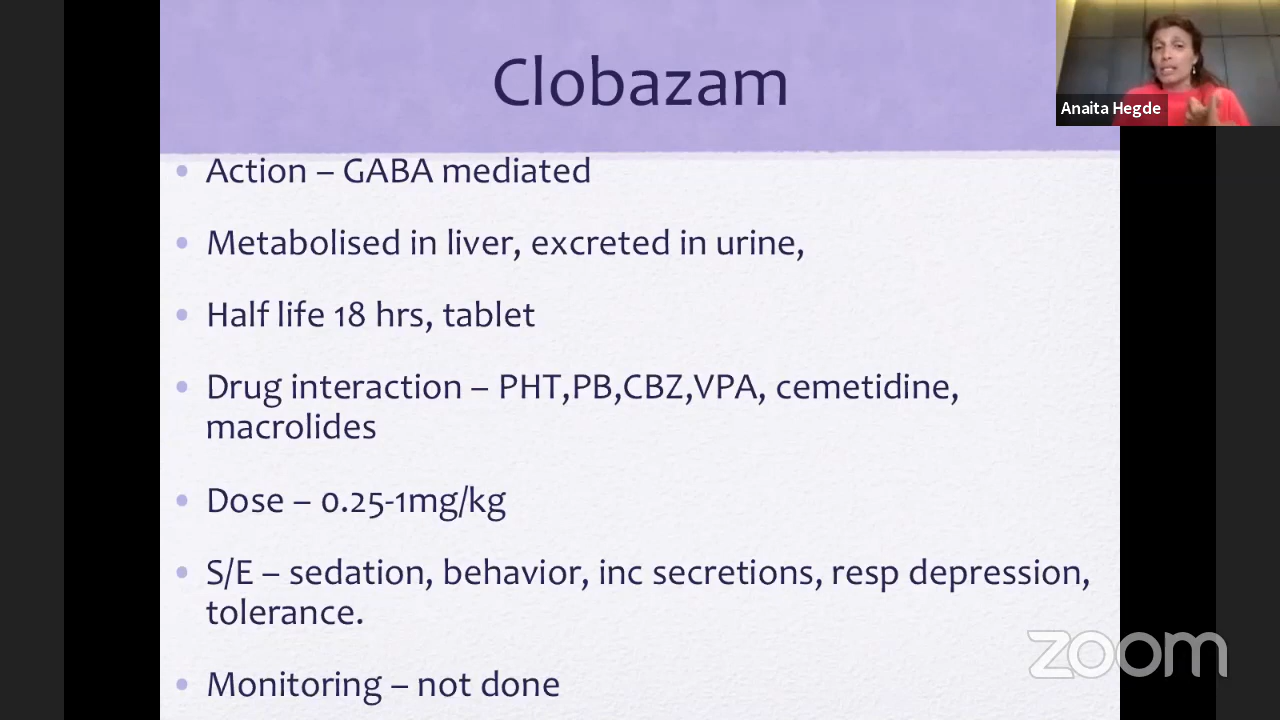 Clobazam
Anaita Hegde
• Action – GABA mediated
• Metabolised in liver, excreted in urine,
• Half life 18 hrs, tablet
• Drug interaction – PHT,PB,CBZ,VPA, cemetidine,
macrolides
• Dose – 0.25-1mg/kg
• S/E – sedation, behavior, inc secretions, resp depression,
tolerance.
• Monitoring – not done
zoom